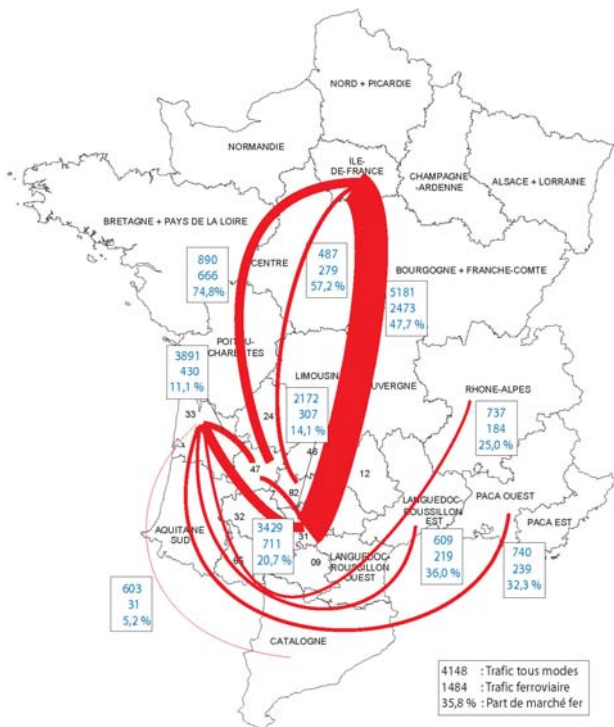 NORD + PICARDIE
NORMANDIE
ILE-
DE-FRANCE
CHAMPAGNE
-ARDENNE
ALSACE + LORRAINE
BRETAGNE + PAYS DE LA LOIRE
CENTRE
890
666
74,8%
487
279
57,2 %
BOURGOGNE + FRANCHE-COMTE
5181
2473
47,7 %
POITOU-
CHARENTES
3891
430
11,1 %
LIMOUSIN
AUVERGNE
2172
307
14,1 %
RHONE-ALPES
737
184
25,0 %
33
24
46
47
82
12
32
31
65
09
AQUITAINE
SUD
3429
711
20,7 %
LANGUEDOC-
ROUSSILLON
EST
LANGUEDOC-
ROUSSILLON
OUEST
609
219
36,0 %
PACA OUEST
PACA EST
740
239
32,3 %
603
31
5,2 %
CATALOGNE
4148 : Trafic tous modes
1484 : Trafic ferroviaire
35,8 % : Part de marché fer